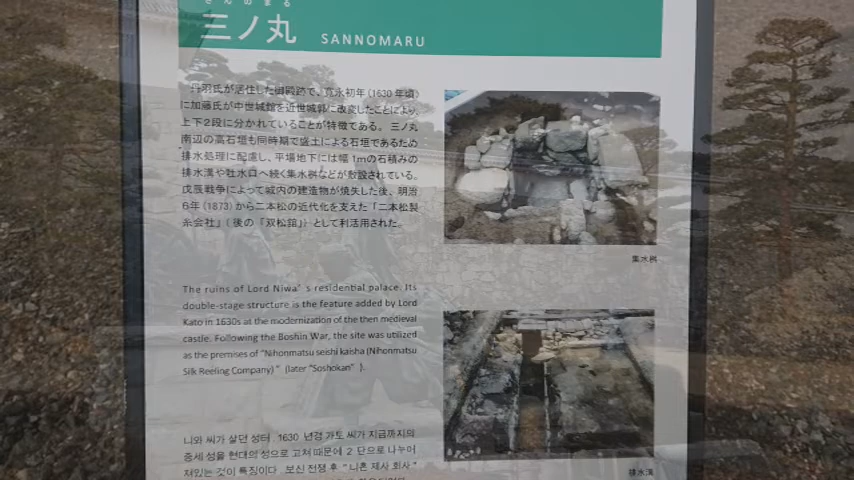 さんのまる
三ノ丸 SANNOMARU
丹羽氏が居住した御殿跡で、寛永初年（1630年頃）
に加藤氏が中世城館を近世城郭に改変したことにより、
上下2段に分かれていることが特徴である。三ノ丸
南辺の高石垣も同時期で盛土による石垣であるため
排水処理に配慮し、平場地下には幅1mの石積みの
排水溝や吐水口へ続く集水桝などが敷設されている。
戊辰戦争によって城内の建造物が焼失した後、明治
6年（1873）から二本松の近代化を支えた「二本松製
糸会社」（後の「双松館」）として利活用された。
集水桝
The ruins of Lord Niwa's residential palace. Its
double-stage structure is the feature added by Lord
Kato in 1630s at the modernization of the then medieval
castle. Following the Boshin War, the site was utilized
as the premises of "Nihonmatsu seishi kaisha (Nihonmatsu
Silk Reeling Company)" (later "Soshokan").
니와 씨가 살던 성터. 1630 년경 가토 씨가 지금까지의
중세 성을 현대의 성으로 고쳐 때문에 2 단으로 나누어
져있는 것이 특징이다. 보신 전쟁 후 "니혼 제사 회사"
排水溝